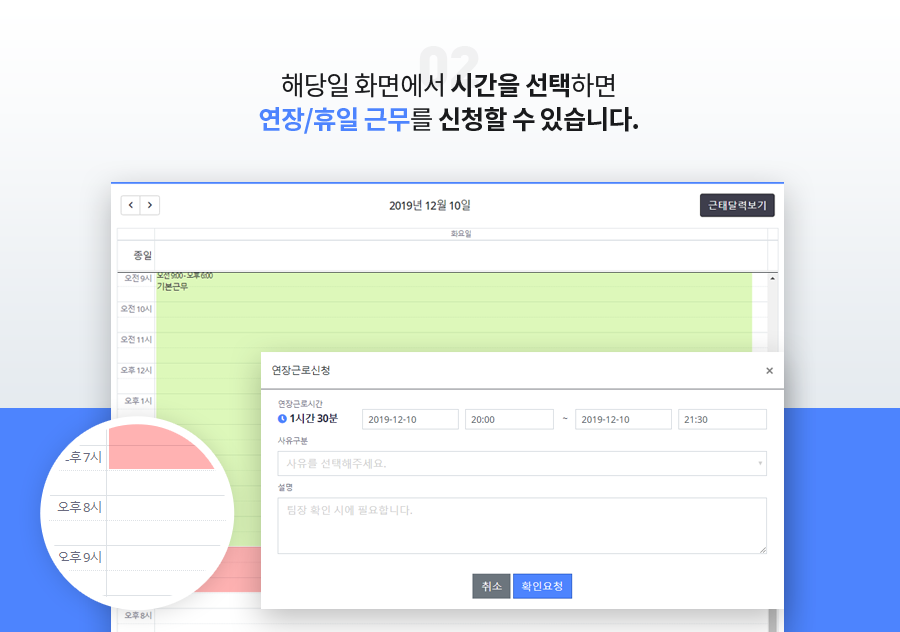 02
해당일 화면에서 시간을 선택하면
연장/휴일 근무를 신청할 수 있습니다.
2019년 12월 10일
근태달력보기
화요일
종일
오전 9시
오전 9:00 - 오후 6:00
기본근무
오전 10시
오전 11시
오후 12시
오후 1시
연장근로신청
×
연장근로시간
1시간 30분
2019-12-10
20:00
~
2019-12-10
21:30
사유구분
사유를 선택해주세요.
설명
팀장 확인 시에 필요합니다.
취소
확인요청
오후 7시
오후 8시
오후 9시
오후 8시